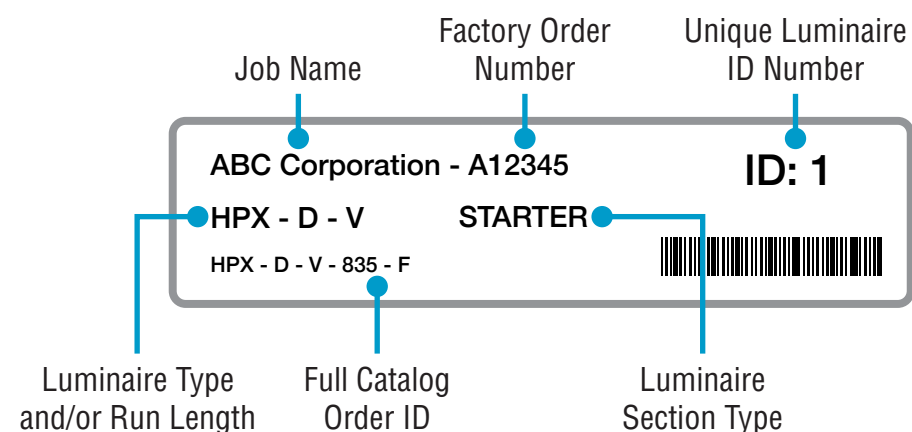 Job Name
Factory Order
Number
Unique Luminaire
ID Number
ABC Corporation - A12345
ID: 1
HPX - D - V
STARTER
HPX - D - V - 835 - F
Luminaire Type
and/or Run Length
Full Catalog
Order ID
Luminaire
Section Type